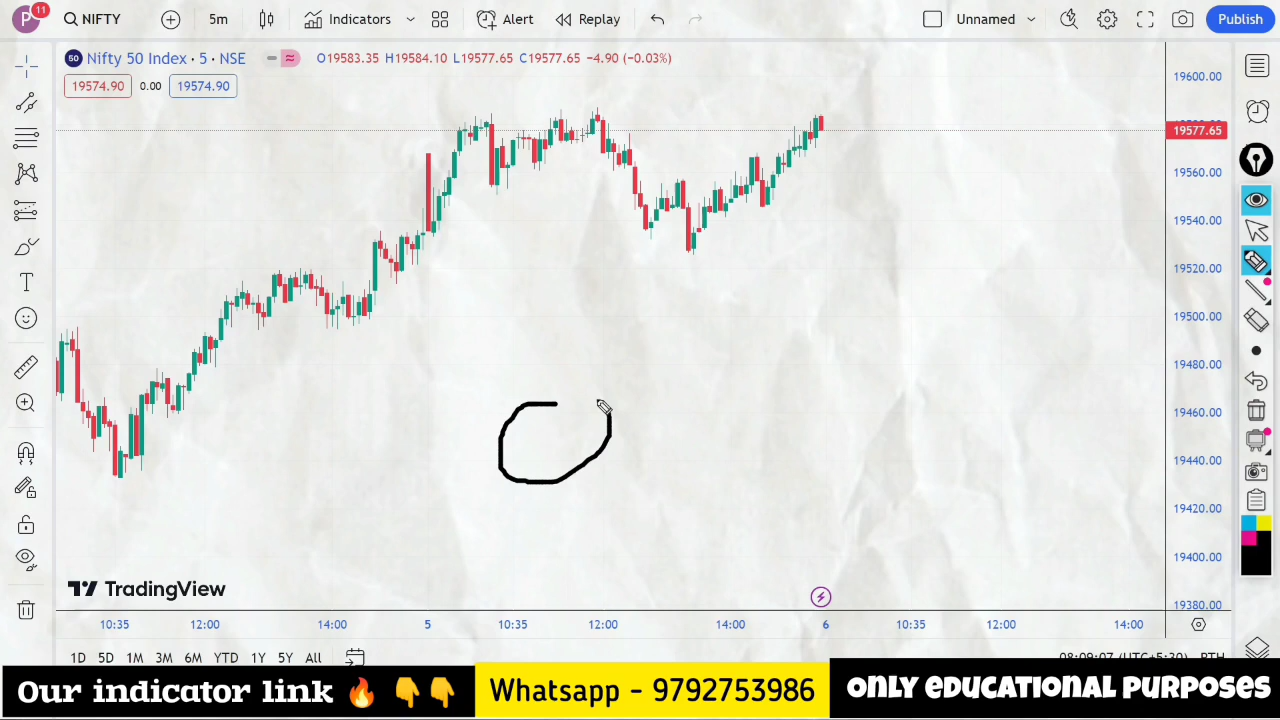 P 11 NIFTY 5m Indicators Alert Replay Unnamed Publish
50 Nifty 50 Index · 5 · NSE O19583.35 H19584.10 L19577.65 C19577.65 −4.90 (−0.03%)
19574.90 0.00 19574.90
19600.00
19577.65
19560.00
19540.00
19520.00
19500.00
19480.00
19460.00
19440.00
19420.00
19400.00
19380.00
TradingView
10:35 12:00 14:00 5 10:35 12:00 14:00 6 10:35 12:00 14:00
1D 5D 1M 3M 6M YTD 1Y 5Y All
Our indicator link 🔥 👇👇 Whatsapp - 9792753986 ONLY EDUCATIONAL PURPOSES